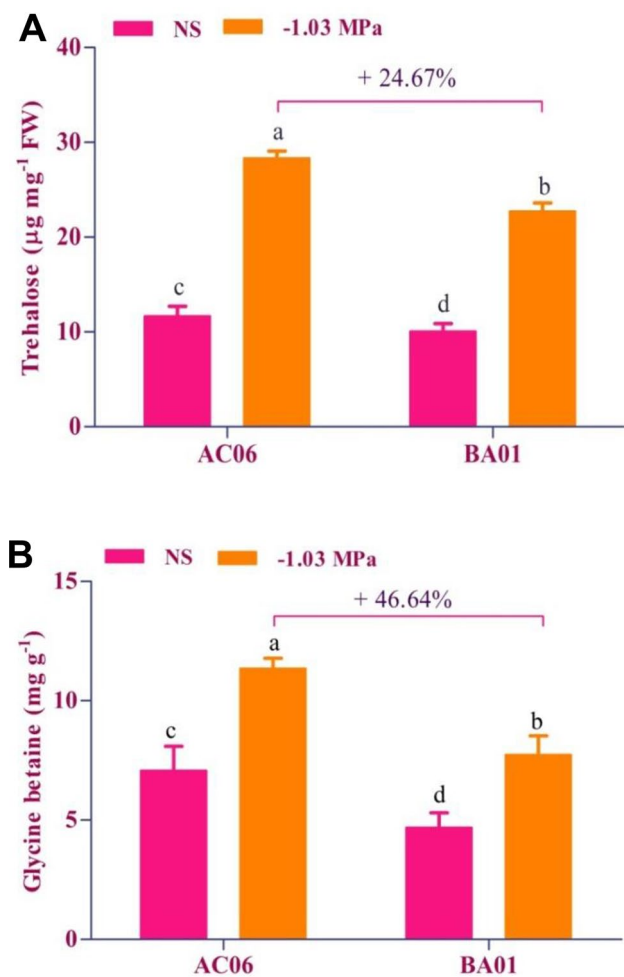 A
NS -1.03 MPa
Trehalose (µg mg⁻¹ FW)
40
30
20
10
0
+ 24.67%
a
b
c
d
AC06 BA01
B
NS -1.03 MPa
Glycine betaine (mg g⁻¹)
15
10
5
0
+ 46.64%
a
b
c
d
AC06 BA01